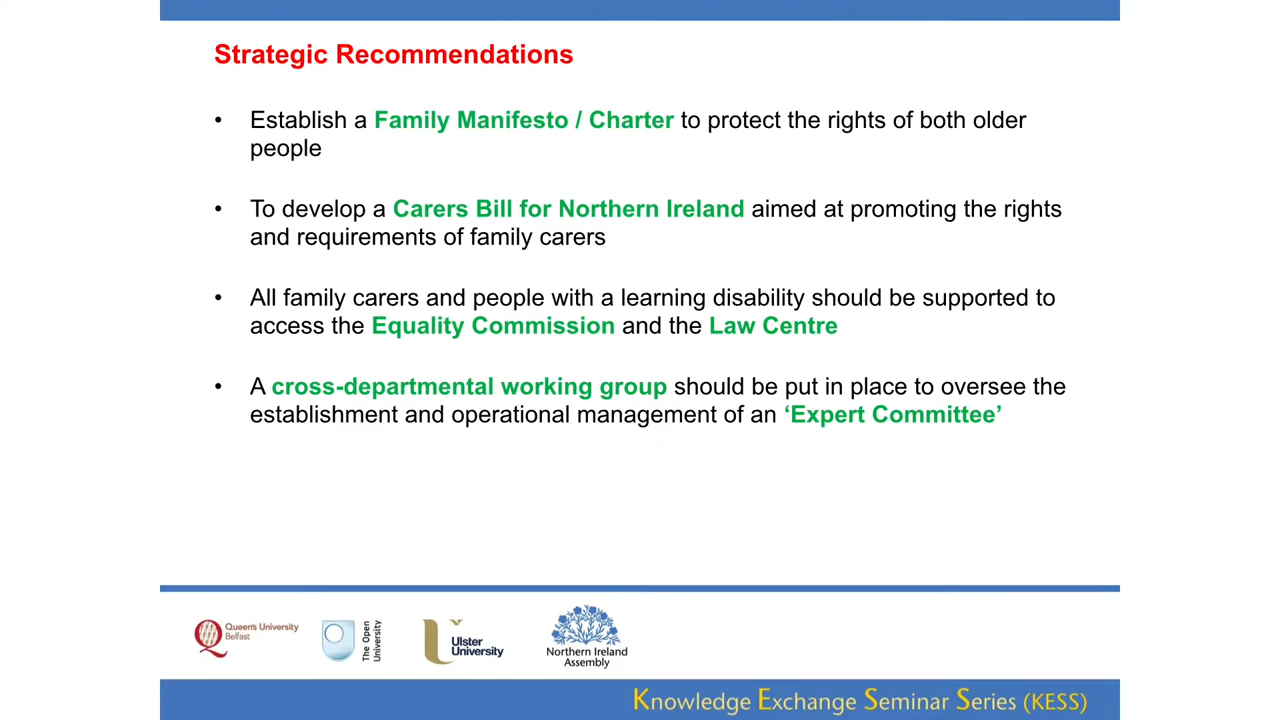 Strategic Recommendations
• Establish a Family Manifesto / Charter to protect the rights of both older
people
• To develop a Carers Bill for Northern Ireland aimed at promoting the rights
and requirements of family carers
• All family carers and people with a learning disability should be supported to
access the Equality Commission and the Law Centre
• A cross-departmental working group should be put in place to oversee the
establishment and operational management of an ‘Expert Committee’
Queen's University
Belfast
The Open
University
Ulster
University
Northern Ireland
Assembly
Knowledge Exchange Seminar Series (KESS)